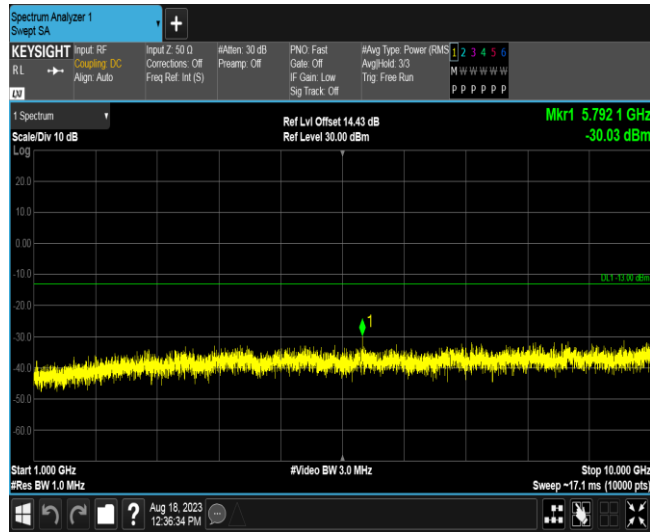 Spectrum Analyzer 1
Swept SA
+
KEYSIGHT
RL
LXI
Input: RF
Coupling: DC
Align: Auto
Input Z: 50 Ω
Corrections: Off
Freq Ref: Int (S)
#Atten: 30 dB
Preamp: Off
PNO: Fast
Gate: Off
IF Gain: Low
Sig Track: Off
#Avg Type: Power (RMS
Avg|Hold: 3/3
Trig: Free Run
1 2 3 4 5 6
M W W W W W
P P P P P P
1 Spectrum
Scale/Div 10 dB
Log
Ref Lvl Offset 14.43 dB
Ref Level 30.00 dBm
Mkr1 5.792 1 GHz
-30.03 dBm
20.0
10.0
0.00
-10.0
DL1 -13.00 dBm
-20.0
-30.0
1
-40.0
-50.0
-60.0
Start 1.000 GHz
#Res BW 1.0 MHz
#Video BW 3.0 MHz
Stop 10.000 GHz
Sweep ~17.1 ms (10000 pts)
?
Aug 18, 2023
12:36:34 PM